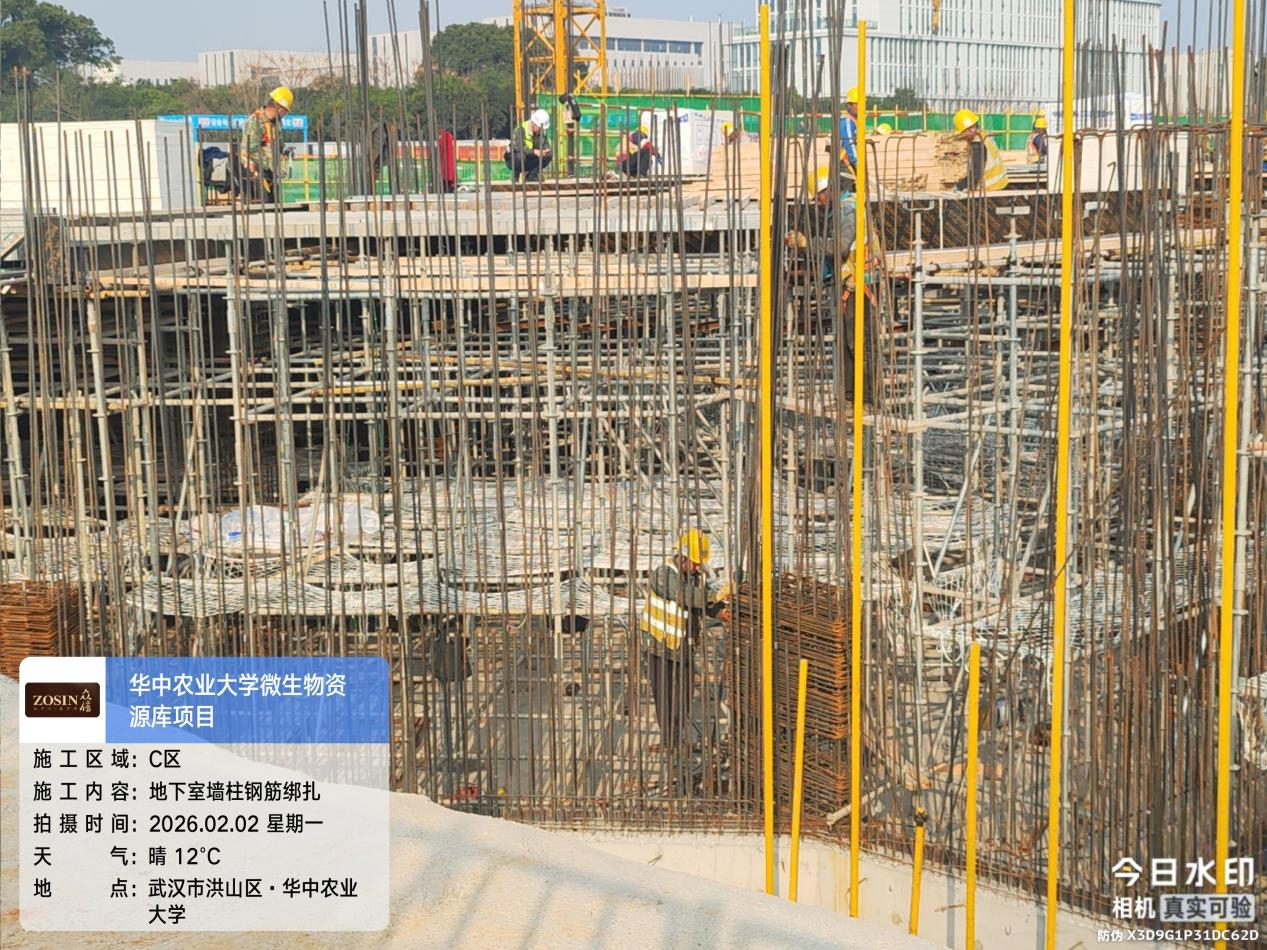 华中农业大学微生物资
源库项目
ZOSIN众信
施工区域：C区
施工内容：地下室墙柱钢筋绑扎
拍摄时间：2026.02.02 星期一
天气：晴 12°C
地点：武汉市洪山区·华中农业
大学
今日水印
相机 真实可验
防伪 X3D9G1P31DC62D